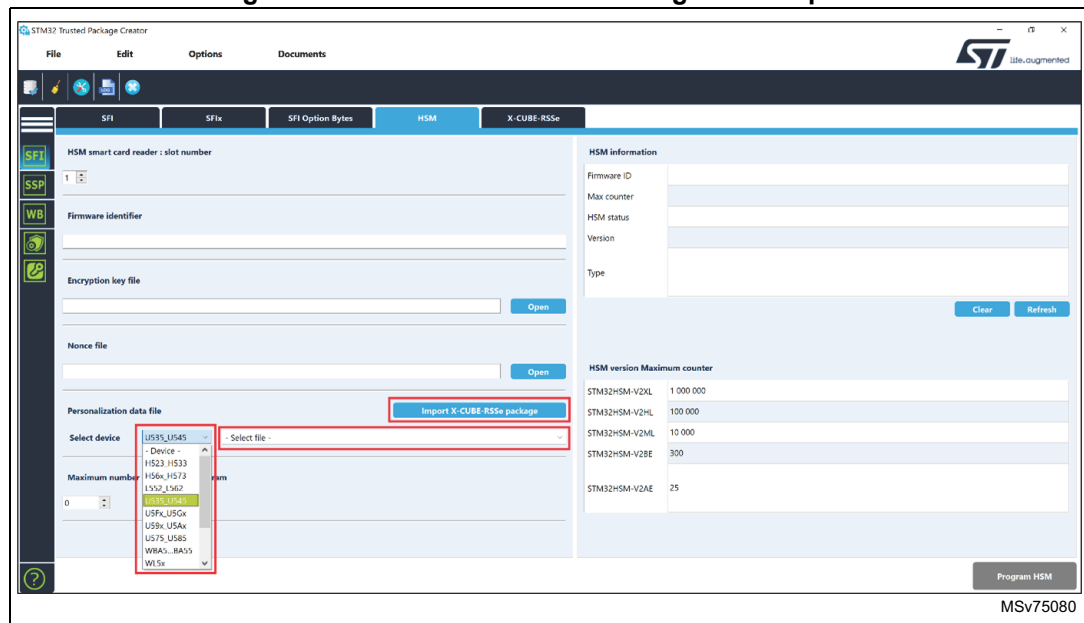 STM32 Trusted Package Creator
File Edit Options Documents
life.augmented
LOG
SFI SFIx SFI Option Bytes HSM X-CUBE-RSSe
SFI
SSP
WB
HSM smart card reader : slot number
1
Firmware identifier
Encryption key file
Open
Nonce file
Open
Personalization data file
Import X-CUBE-RSSe package
Select device U535_U545 - Select file -
- Device -
H523_H533
H56x_H573
L552_L562
U535_U545
U5Fx_U5Gx
U59x_U5Ax
U575_U585
WBA5...BA55
WL5x
Maximum number
0
HSM information
Firmware ID
Max counter
HSM status
Version
Type
Clear Refresh
HSM version Maximum counter
STM32HSM-V2XL 1 000 000
STM32HSM-V2HL 100 000
STM32HSM-V2ML 10 000
STM32HSM-V2BE 300
STM32HSM-V2AE 25
?
Program HSM
MSv75080